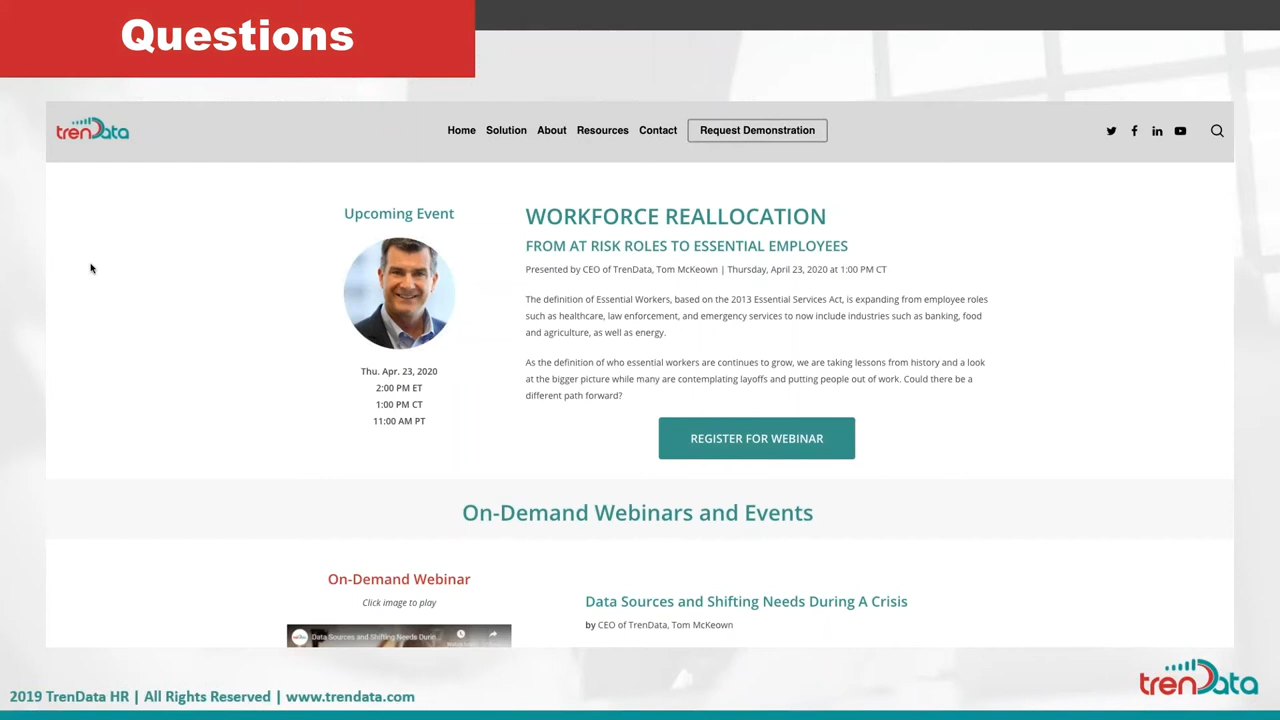 Questions
trenData
Home Solution About Resources Contact Request Demonstration
Upcoming Event
Thu. Apr. 23, 2020
2:00 PM ET
1:00 PM CT
11:00 AM PT
WORKFORCE REALLOCATION
FROM AT RISK ROLES TO ESSENTIAL EMPLOYEES
Presented by CEO of TrenData, Tom McKeown | Thursday, April 23, 2020 at 1:00 PM CT
The definition of Essential Workers, based on the 2013 Essential Services Act, is expanding from employee roles
such as healthcare, law enforcement, and emergency services to now include industries such as banking, food
and agriculture, as well as energy.
As the definition of who essential workers are continues to grow, we are taking lessons from history and a look
at the bigger picture while many are contemplating layoffs and putting people out of work. Could there be a
different path forward?
REGISTER FOR WEBINAR
On-Demand Webinars and Events
On-Demand Webinar
Click image to play
Data Sources and Shifting Needs Durin...
Data Sources and Shifting Needs During A Crisis
by CEO of TrenData, Tom McKeown
2019 TrenData HR | All Rights Reserved | www.trendata.com
trenData